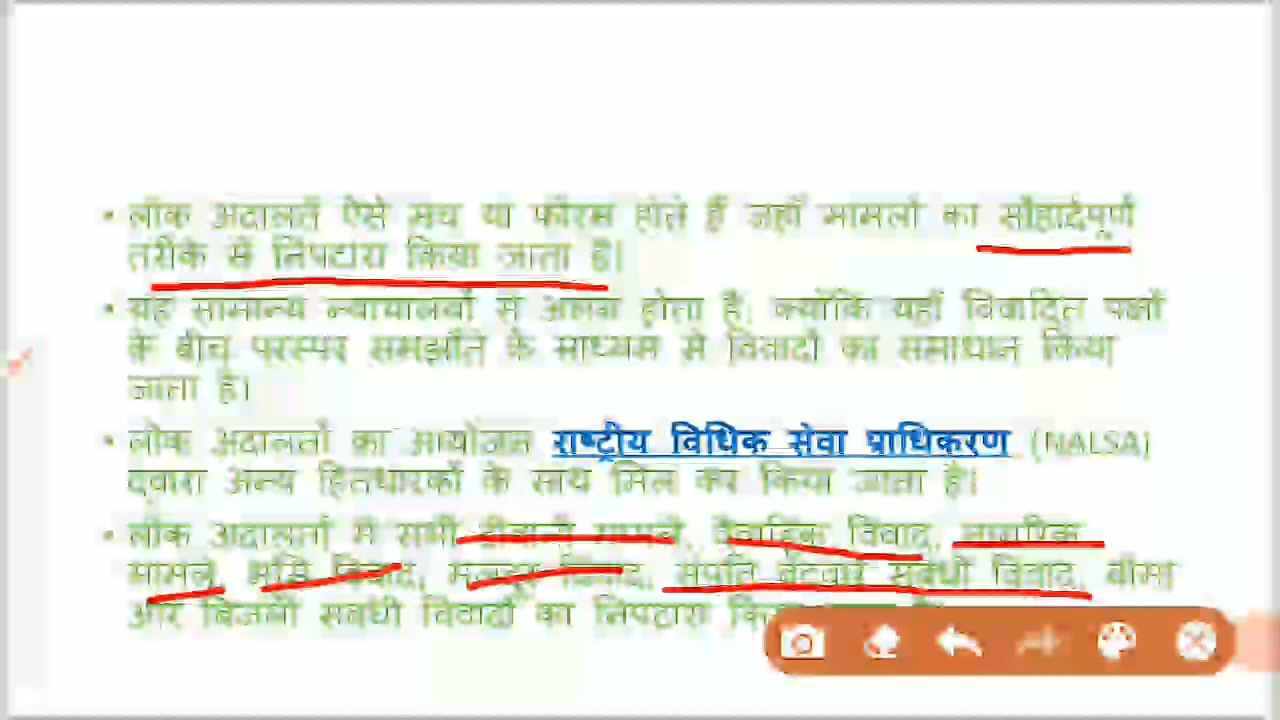 • लोक अदालतें ऐसे मंच या फोरम होते हैं जहाँ मामलों का सौहार्दपूर्ण
तरीके से निपटारा किया जाता है।
• यह सामान्य न्यायालयों से अलग होता है, क्योंकि यहाँ विवादित पक्षों
के बीच परस्पर समझौते के माध्यम से विवादों का समाधान किया
जाता है।
• लोक अदालतों का आयोजन राष्ट्रीय विधिक सेवा प्राधिकरण (NALSA)
द्वारा अन्य हितधारकों के साथ मिल कर किया जाता है।
• लोक अदालतों में सभी दीवानी मामले, वैवाहिक विवाद, नागरिक
मामले, भूमि विवाद, मज़दूर विवाद, संपत्ति बँटवारे संबंधी विवाद, बीमा
और बिजली संबंधी विवादों का निपटारा